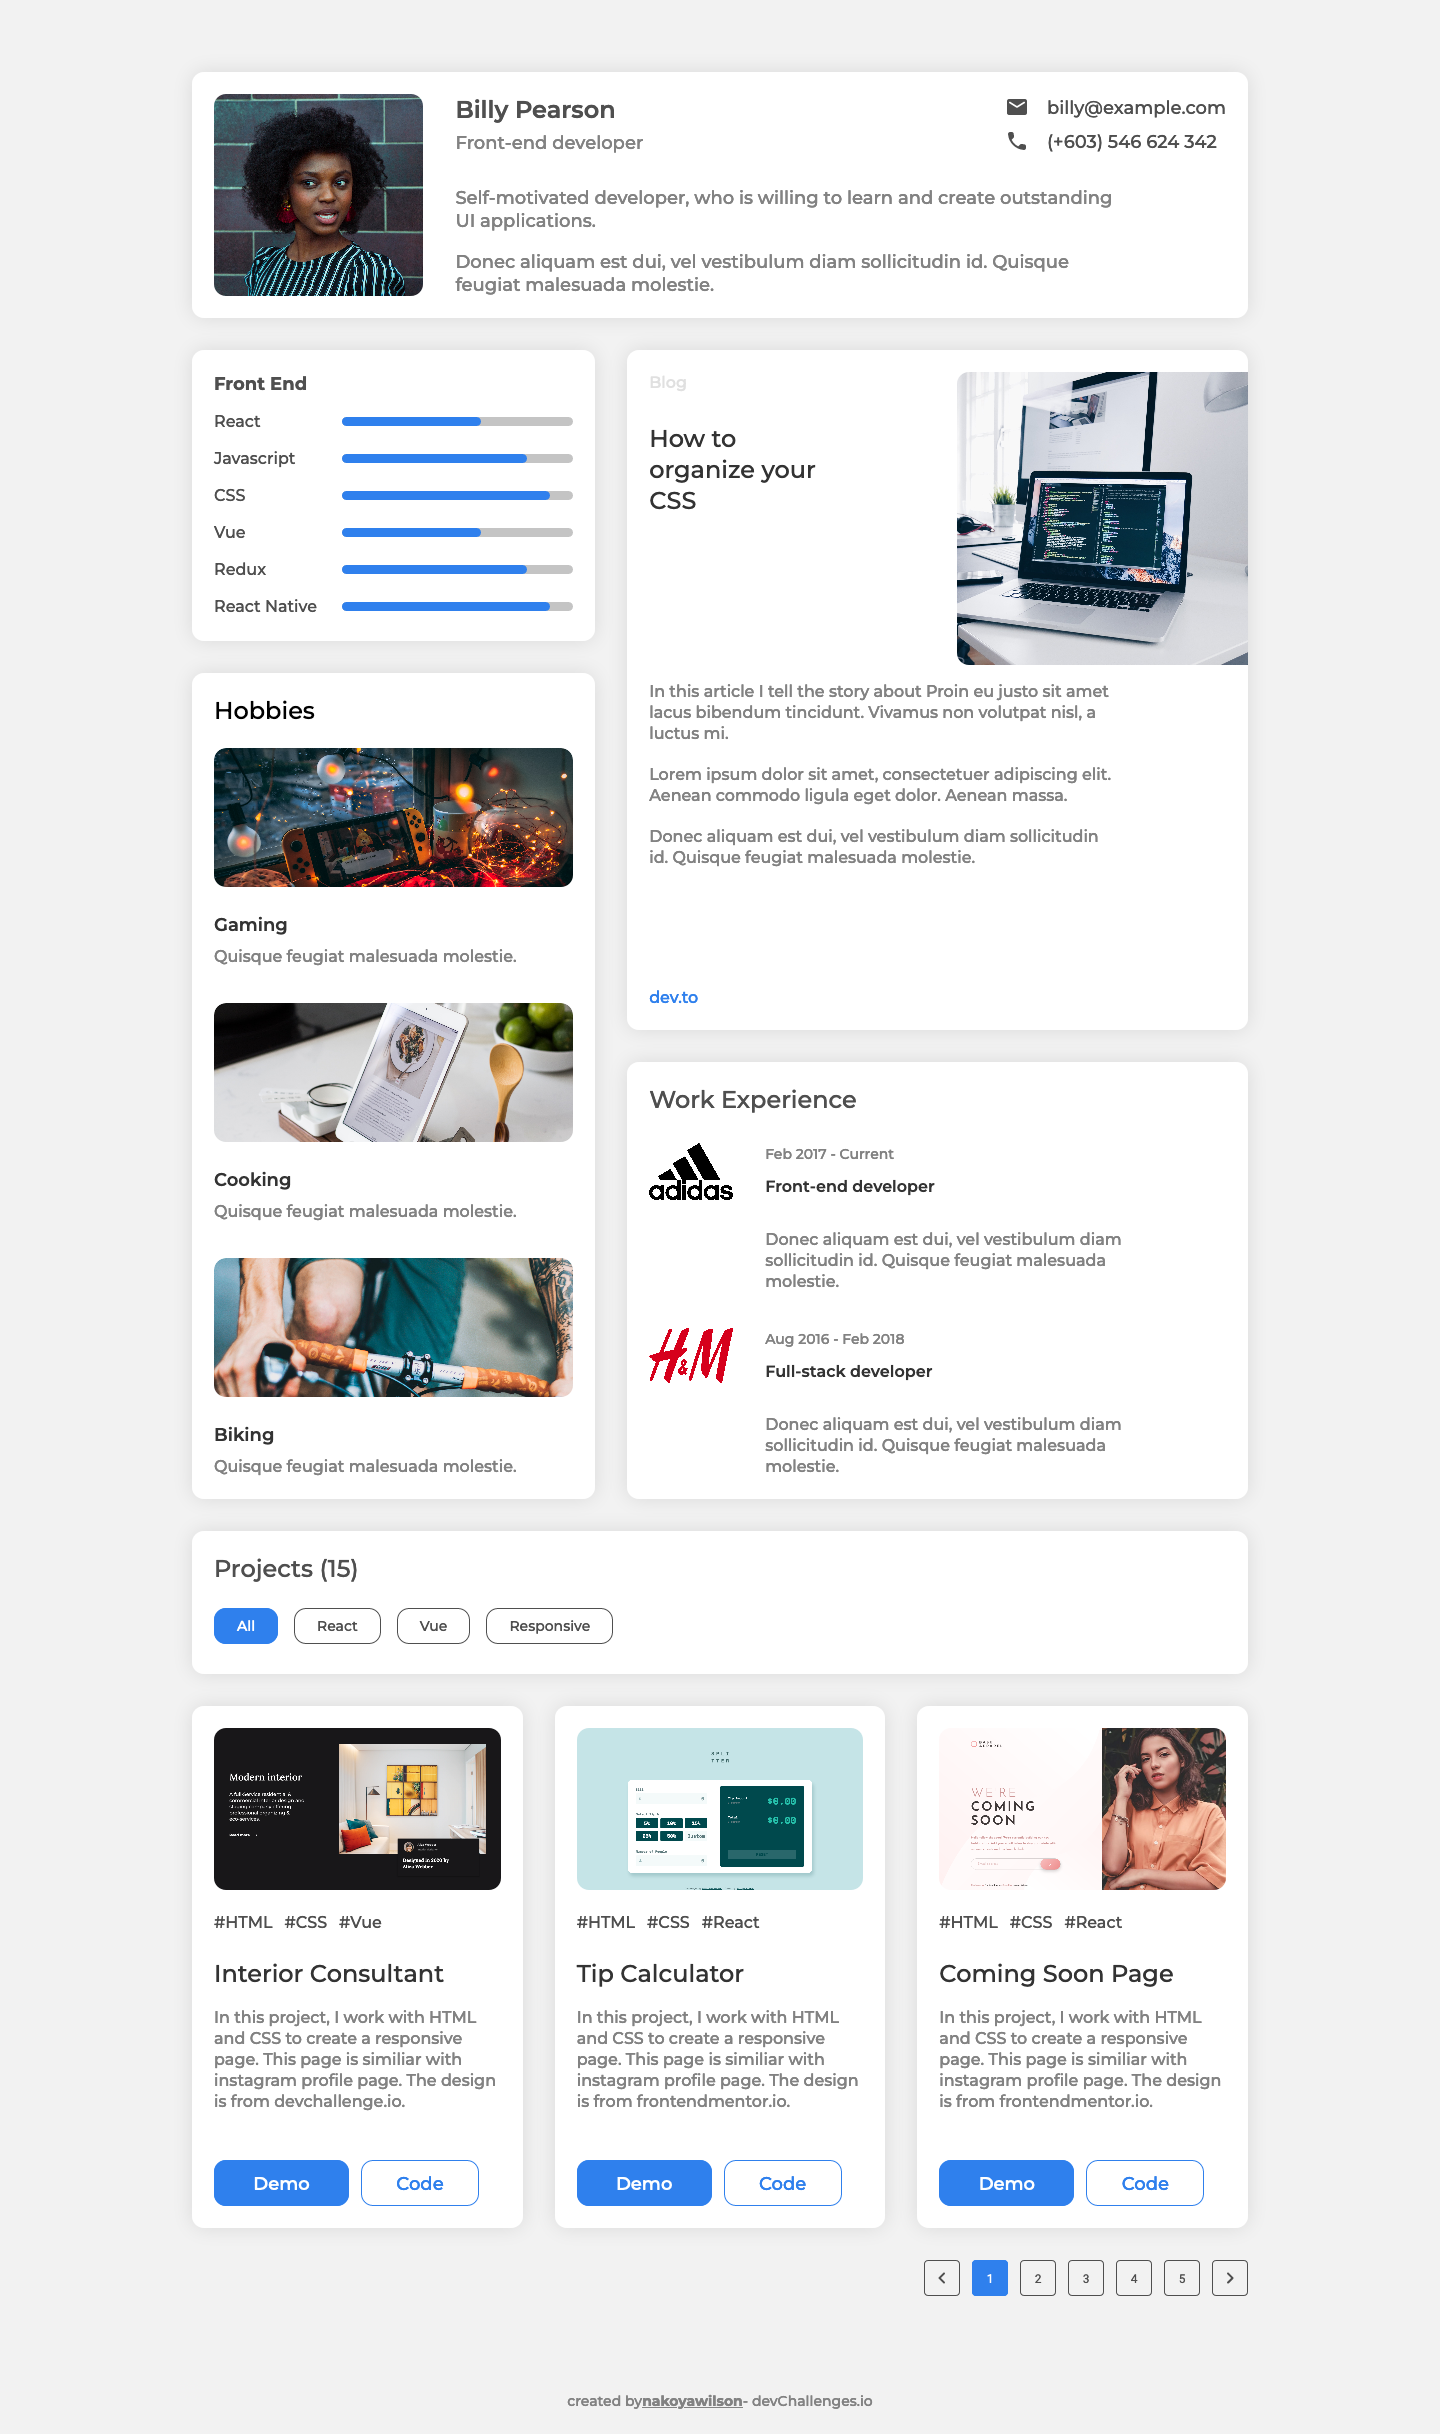 Billy Pearson
Front-end developer
billy@example.com
(+603) 546 624 342
Self-motivated developer, who is willing to learn and create outstanding
UI applications.
Donec aliquam est dui, vel vestibulum diam sollicitudin id. Quisque
feugiat malesuada molestie.
Front End
React
Javascript
CSS
Vue
Redux
React Native
Hobbies
Gaming
Quisque feugiat malesuada molestie.
Cooking
Quisque feugiat malesuada molestie.
Biking
Quisque feugiat malesuada molestie.
Blog
How to
organize your
CSS
In this article I tell the story about Proin eu justo sit amet
lacus bibendum tincidunt. Vivamus non volutpat nisl, a
luctus mi.
Lorem ipsum dolor sit amet, consectetuer adipiscing elit.
Aenean commodo ligula eget dolor. Aenean massa.
Donec aliquam est dui, vel vestibulum diam sollicitudin
id. Quisque feugiat malesuada molestie.
dev.to
Work Experience
adidas
Feb 2017 - Current
Front-end developer
Donec aliquam est dui, vel vestibulum diam
sollicitudin id. Quisque feugiat malesuada
molestie.
H&M
Aug 2016 - Feb 2018
Full-stack developer
Donec aliquam est dui, vel vestibulum diam
sollicitudin id. Quisque feugiat malesuada
molestie.
Projects (15)
All React Vue Responsive
Modern interior
Read more
Designed in 2020 by
Alisa Webber
#HTML #CSS #Vue
Interior Consultant
In this project, I work with HTML
and CSS to create a responsive
page. This page is similiar with
instagram profile page. The design
is from devchallenge.io.
Demo Code
SPLI
TTER
$0.00
$0.00
Custom
#HTML #CSS #React
Tip Calculator
In this project, I work with HTML
and CSS to create a responsive
page. This page is similiar with
instagram profile page. The design
is from frontendmentor.io.
Demo Code
WE'RE
COMING
SOON
#HTML #CSS #React
Coming Soon Page
In this project, I work with HTML
and CSS to create a responsive
page. This page is similiar with
instagram profile page. The design
is from frontendmentor.io.
Demo Code
1 2 3 4 5
created bynakoyawilson- devChallenges.io